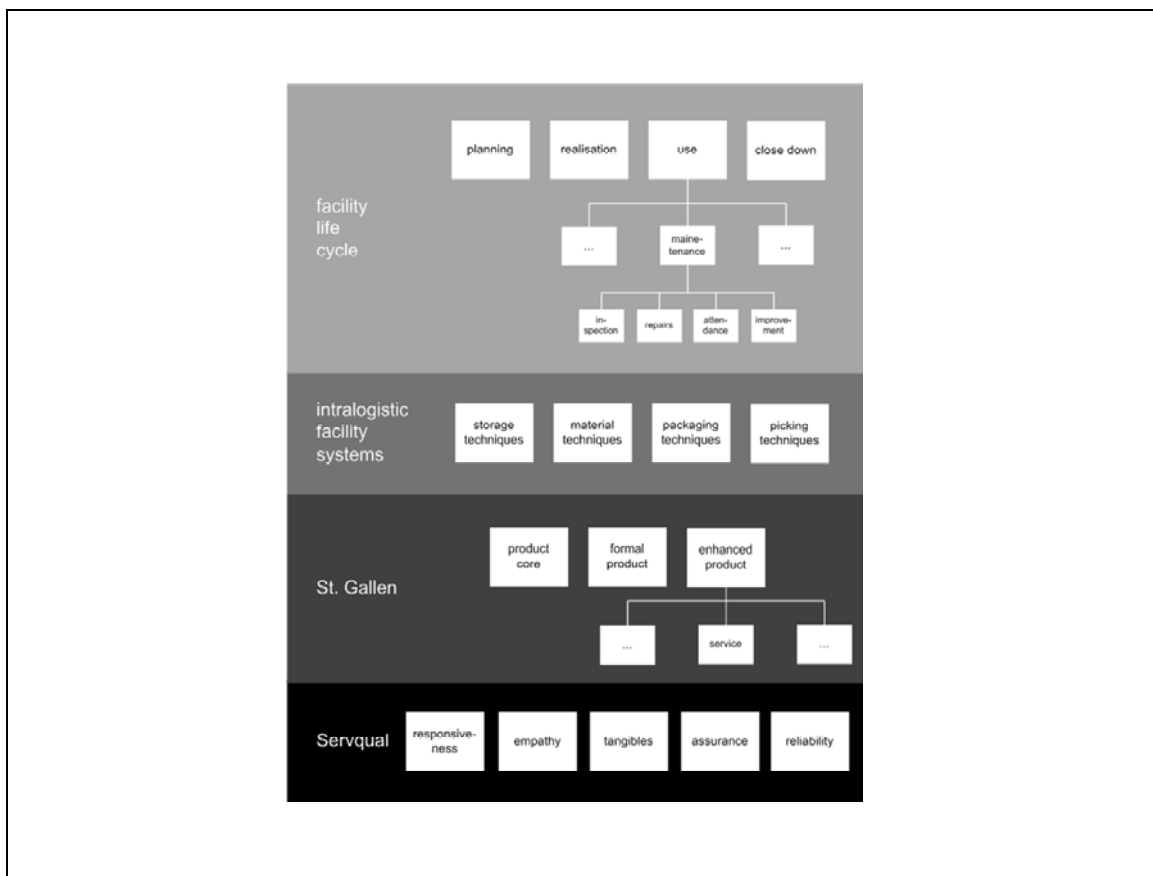 planning
realisation
use
close down
facility
life
cycle
...
maine-
tenance
...
in-
spection
repairs
atten-
dance
improve-
ment
intralogistic
facility
systems
storage
techniques
material
techniques
packaging
techniques
picking
techniques
St. Gallen
product
core
formal
product
enhanced
product
...
service
...
Servqual
responsive-
ness
empathy
tangibles
assurance
reliability